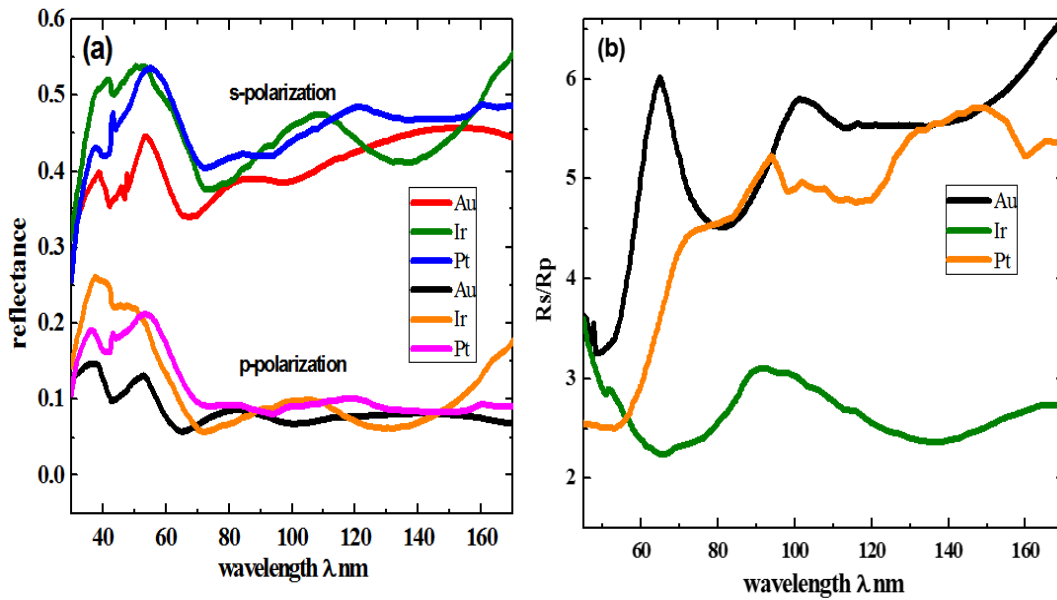 (a)
s-polarization
Au
Ir
Pt
Au
Ir
Pt
p-polarization
reflectance
0.6
0.5
0.4
0.3
0.2
0.1
0.0
40 60 80 100 120 140 160
wavelength λ nm
(b)
Au
Ir
Pt
Rs/Rp
6
5
4
3
2
60 80 100 120 140 160
wavelength λ nm